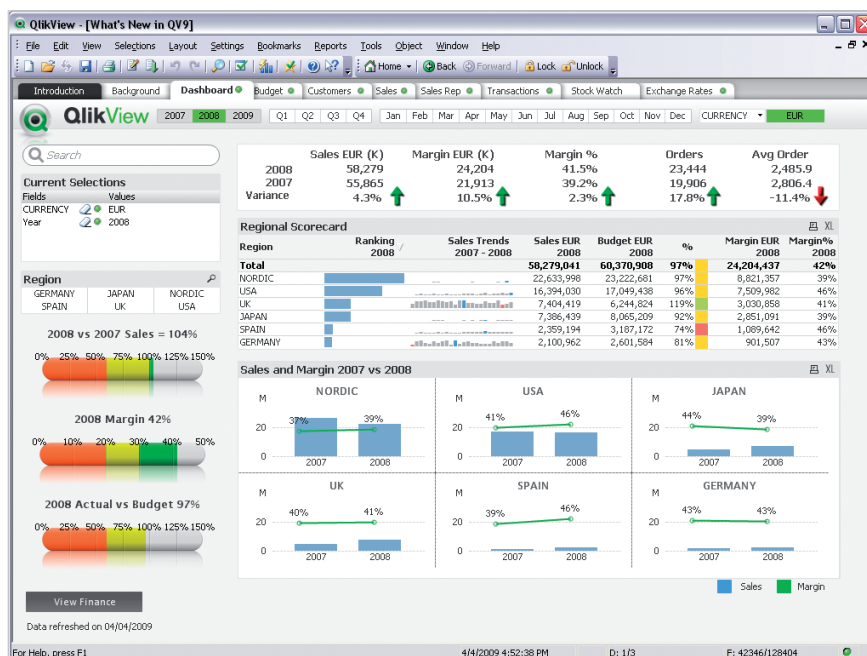 QlikView - [What's New in QV9]
File Edit View Selections Layout Settings Bookmarks Reports Tools Object Window Help
Home Back Forward Lock Unlock
Introduction Background Dashboard Budget Customers Sales Sales Rep Transactions Stock Watch Exchange Rates
QlikView 2007 2008 2009 Q1 Q2 Q3 Q4 Jan Feb Mar Apr May Jun Jul Aug Sep Oct Nov Dec CURRENCY EUR
Search
Current Selections
Fields Values
CURRENCY EUR
Year 2008
Region
GERMANY JAPAN NORDIC
SPAIN UK USA
2008 vs 2007 Sales = 104%
0% 25% 50% 75% 100% 125% 150%
2008 Margin 42%
0% 10% 20% 30% 40% 50%
2008 Actual vs Budget 97%
0% 25% 50% 75% 100% 125% 150%
View Finance
Data refreshed on 04/04/2009
Sales EUR (K) Margin EUR (K) Margin % Orders Avg Order
2008 58,279 24,204 41.5% 23,444 2,485.9
2007 55,865 21,913 39.2% 19,906 2,806.4
Variance 4.3% 10.5% 2.3% 17.8% -11.4%
Regional Scorecard XL
Region Ranking 2008 / Sales Trends 2007 - 2008 Sales EUR 2008 Budget EUR 2008 % Margin EUR 2008 Margin% 2008
Total 58,279,041 60,370,908 97% 24,204,437 42%
NORDIC 22,633,998 23,222,681 97% 8,821,357 39%
USA 16,394,030 17,049,438 96% 7,509,982 46%
UK 7,404,419 6,244,824 119% 3,030,858 41%
JAPAN 7,386,439 8,065,209 92% 2,851,091 39%
SPAIN 2,359,194 3,187,172 74% 1,089,642 46%
GERMANY 2,100,962 2,601,584 81% 901,507 43%
Sales and Margin 2007 vs 2008 XL
NORDIC
M
20
0
37% 39%
2007 2008
USA
M
20
0
41% 46%
2007 2008
JAPAN
M
20
0
44% 39%
2007 2008
UK
M
20
0
40% 41%
2007 2008
SPAIN
M
20
0
39% 46%
2007 2008
GERMANY
M
20
0
43% 43%
2007 2008
Sales Margin
For Help, press F1 4/4/2009 4:52:38 PM D: 1/3 F: 42346/128404